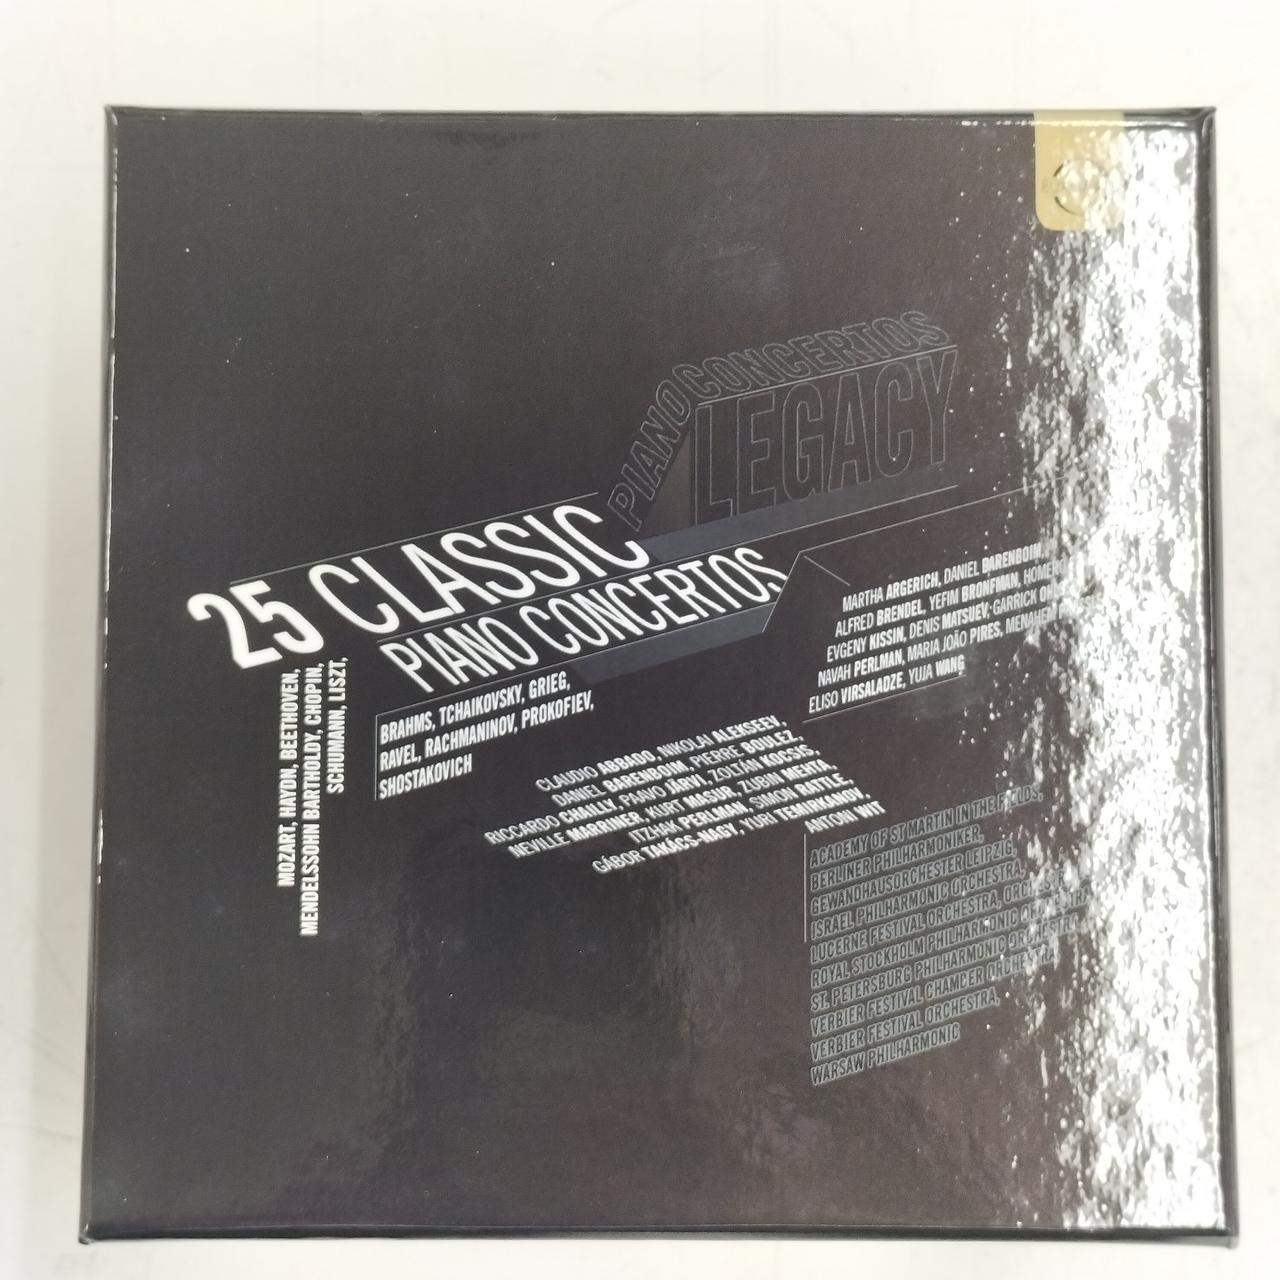 PIANO CONCERTOS
LEGACY
25 CLASSIC
PIANO CONCERTOS
MOZART, HAYDN, BEETHOVEN,
MENDELSSOHN BARTHOLDY, CHOPIN,
SCHUMANN, LISZT,
BRAHMS, TCHAIKOVSKY, GRIEG,
RAVEL, RACHMANINOV, PROKOFIEV,
SHOSTAKOVICH
MARTHA ARGERICH, DANIEL BARENBOIM,
ALFRED BRENDEL, YEFIM BRONFMAN,
EVGENY KISSIN, DENIS MATSUEV, GARRICK
NAVAH PERLMAN, MARIA JOÃO PIRES, MENAHEM
ELISO VIRSALADZE, YUJA WANG
CLAUDIO ABBADO, NIKOLAI ALEKSEEV,
DANIEL BARENBOIM, PIERRE BOULEZ,
RICCARDO CHAILLY, PAAVO JÄRVI, ZOLTÁN KOCSIS,
NEVILLE MARRINER, KURT MASUR, ZUBIN MEHTA,
ITZHAK PERLMAN, SIMON RATTLE,
GÁBOR TAKÁCS-NAGY, YURI TEMIRKANOV,
ANTONI WIT
ACADEMY OF ST MARTIN IN THE FIELDS,
BERLINER PHILHARMONIKER,
GEWANDHAUSORCHESTER LEIPZIG,
ISRAEL PHILHARMONIC ORCHESTRA,
LUCERNE FESTIVAL ORCHESTRA,
ROYAL STOCKHOLM PHILHARMONIC ORCHESTRA,
ST. PETERSBURG PHILHARMONIC ORCHESTRA,
VERBIER FESTIVAL CHAMBER ORCHESTRA
VERBIER FESTIVAL ORCHESTRA,
WARSAW PHILHARMONIC